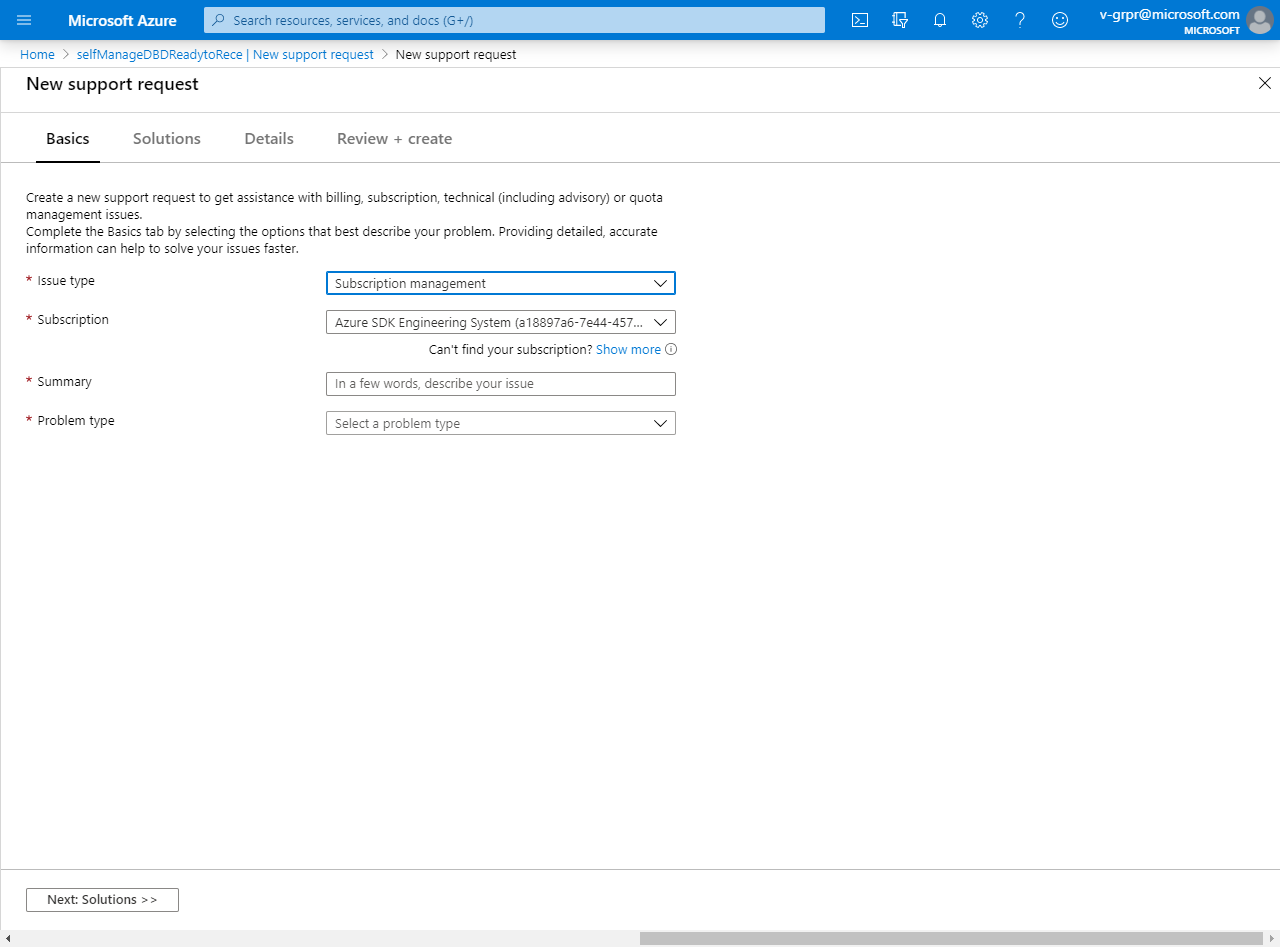 Microsoft Azure
Search resources, services, and docs (G+/)
v-grpr@microsoft.com
MICROSOFT
Home > selfManageDBDReadytoRece | New support request > New support request
New support request
Basics Solutions Details Review + create
Create a new support request to get assistance with billing, subscription, technical (including advisory) or quota
management issues.
Complete the Basics tab by selecting the options that best describe your problem. Providing detailed, accurate
information can help to solve your issues faster.
* Issue type Subscription management
* Subscription Azure SDK Engineering System (a18897a6-7e44-457...
Can't find your subscription? Show more
* Summary In a few words, describe your issue
* Problem type Select a problem type
Next: Solutions >>